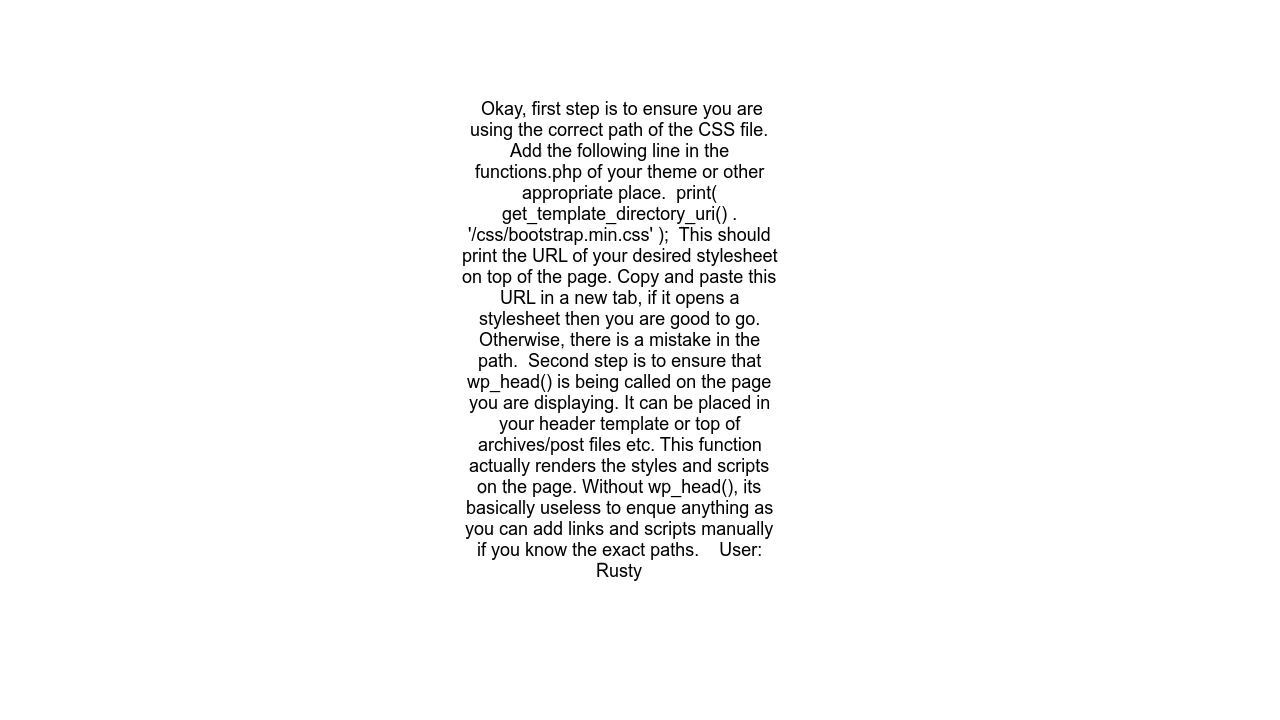 Okay, first step is to ensure you are
using the correct path of the CSS file.
Add the following line in the
functions.php of your theme or other
appropriate place.  print(
get_template_directory_uri() .
'/css/bootstrap.min.css' );  This should
print the URL of your desired stylesheet
on top of the page. Copy and paste this
URL in a new tab, if it opens a
stylesheet then you are good to go.
Otherwise, there is a mistake in the
path.  Second step is to ensure that
wp_head() is being called on the page
you are displaying. It can be placed in
your header template or top of
archives/post files etc. This function
actually renders the styles and scripts
on the page. Without wp_head(), its
basically useless to enque anything as
you can add links and scripts manually
if you know the exact paths.    User:
Rusty